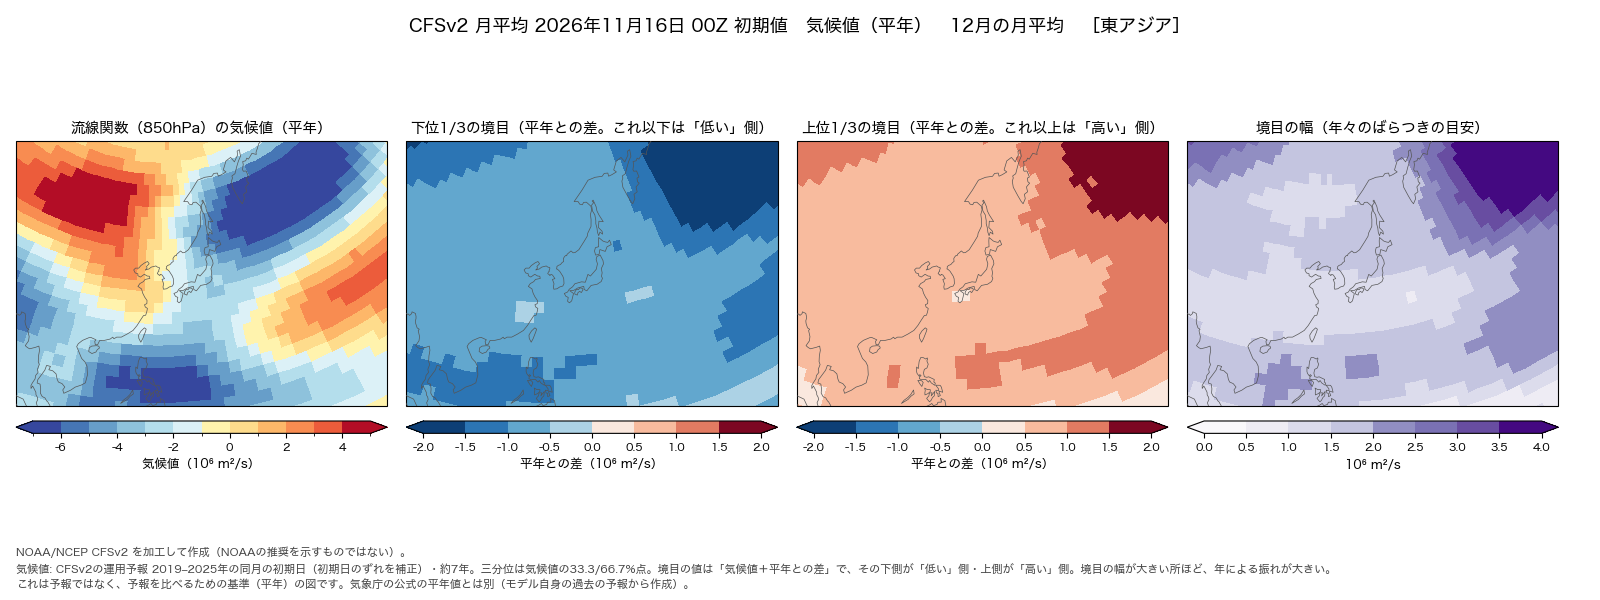 CFSv2 月平均 2026年11月16日 00Z 初期値　気候値（平年）　12月の月平均　［東アジア］
流線関数（850hPa）の気候値（平年）
下位1/3の境目（平年との差。これ以下は「低い」側）
上位1/3の境目（平年との差。これ以上は「高い」側）
境目の幅（年々のばらつきの目安）
-6 -4 -2 0 2 4
-2.0 -1.5 -1.0 -0.5 0.0 0.5 1.0 1.5 2.0
-2.0 -1.5 -1.0 -0.5 0.0 0.5 1.0 1.5 2.0
0.0 0.5 1.0 1.5 2.0 2.5 3.0 3.5 4.0
気候値（10⁶ m²/s）
平年との差（10⁶ m²/s）
平年との差（10⁶ m²/s）
10⁶ m²/s
NOAA/NCEP CFSv2 を加工して作成（NOAAの推奨を示すものではない）。
気候値: CFSv2の運用予報 2019–2025年の同月の初期日（初期日のずれを補正）・約7年。三分位は気候値の33.3/66.7%点。境目の値は「気候値＋平年との差」で、その下側が「低い」側・上側が「高い」側。境目の幅が大きい所ほど、年による振れが大きい。
これは予報ではなく、予報を比べるための基準（平年）の図です。気象庁の公式の平年値とは別（モデル自身の過去の予報から作成）。